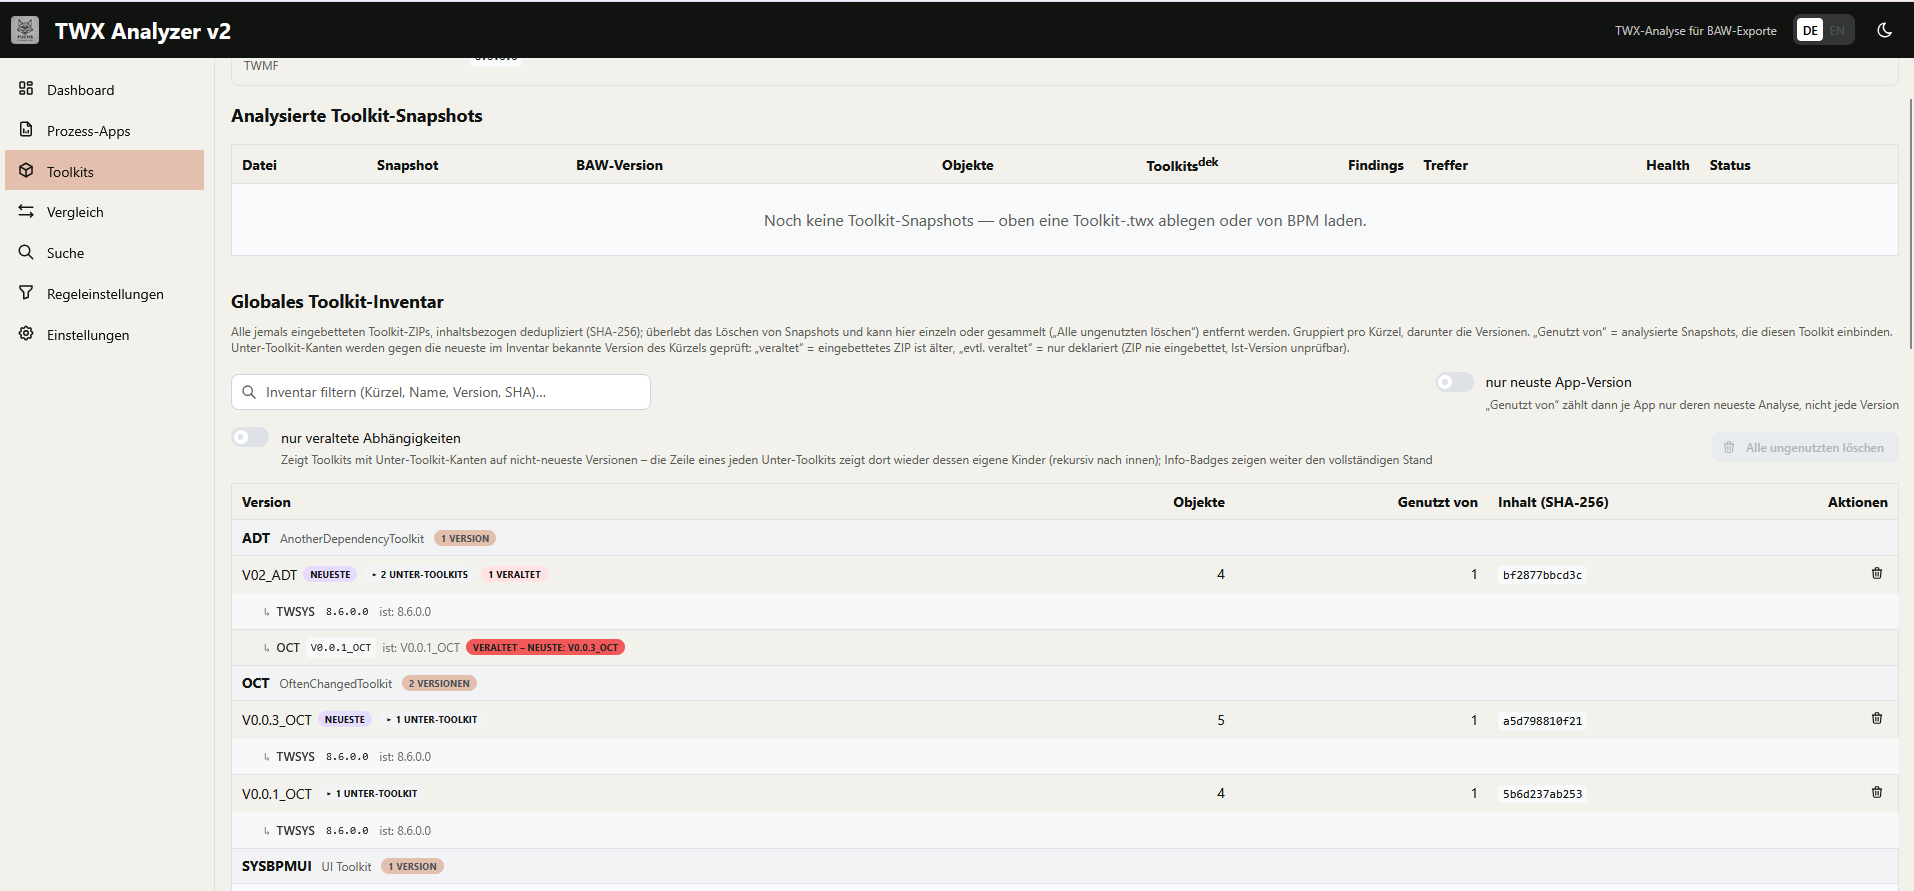 TWX Analyzer v2
TWX-Analyse für BAW-Exporte
DE EN
Dashboard
Prozess-Apps
Toolkits
Vergleich
Suche
Regeleinstellungen
Einstellungen
TWMF
Analysierte Toolkit-Snapshots
Datei Snapshot BAW-Version Objekte Toolkitsdek Findings Treffer Health Status
Noch keine Toolkit-Snapshots — oben eine Toolkit-.twx ablegen oder von BPM laden.
Globales Toolkit-Inventar
Alle jemals eingebetteten Toolkit-ZIPs, inhaltsbezogen dedupliziert (SHA-256); überlebt das Löschen von Snapshots und kann hier einzeln oder gesammelt („Alle ungenutzten löschen“) entfernt werden. Gruppiert pro Kürzel, darunter die Versionen. „Genutzt von“ = analysierte Snapshots, die diesen Toolkit einbinden.
Unter-Toolkit-Kanten werden gegen die neueste im Inventar bekannte Version des Kürzels geprüft: „veraltet“ = eingebettetes ZIP ist älter, „evtl. veraltet“ = nur deklariert (ZIP nie eingebettet, Ist-Version unprüfbar).
Inventar filtern (Kürzel, Name, Version, SHA)...
nur neuste App-Version
„Genutzt von“ zählt dann je App nur deren neueste Analyse, nicht jede Version
nur veraltete Abhängigkeiten
Zeigt Toolkits mit Unter-Toolkit-Kanten auf nicht-neueste Versionen – die Zeile eines jeden Unter-Toolkits zeigt dort wieder dessen eigene Kinder (rekursiv nach innen); Info-Badges zeigen weiter den vollständigen Stand
Alle ungenutzten löschen
Version Objekte Genutzt von Inhalt (SHA-256) Aktionen
ADT AnotherDependencyToolkit 1 VERSION
V02_ADT NEUESTE ▸ 2 UNTER-TOOLKITS 1 VERALTET 4 1 bf2877bbcd3c
↳ TWSYS 8.6.0.0 ist: 8.6.0.0
↳ OCT V0.0.1_OCT ist: V0.0.1_OCT VERALTET – NEUSTE: V0.0.3_OCT
OCT OftenChangedToolkit 2 VERSIONEN
V0.0.3_OCT NEUESTE ▸ 1 UNTER-TOOLKIT 5 1 a5d798810f21
↳ TWSYS 8.6.0.0 ist: 8.6.0.0
V0.0.1_OCT ▸ 1 UNTER-TOOLKIT 4 1 5b6d237ab253
↳ TWSYS 8.6.0.0 ist: 8.6.0.0
SYSBPMUI UI Toolkit 1 VERSION